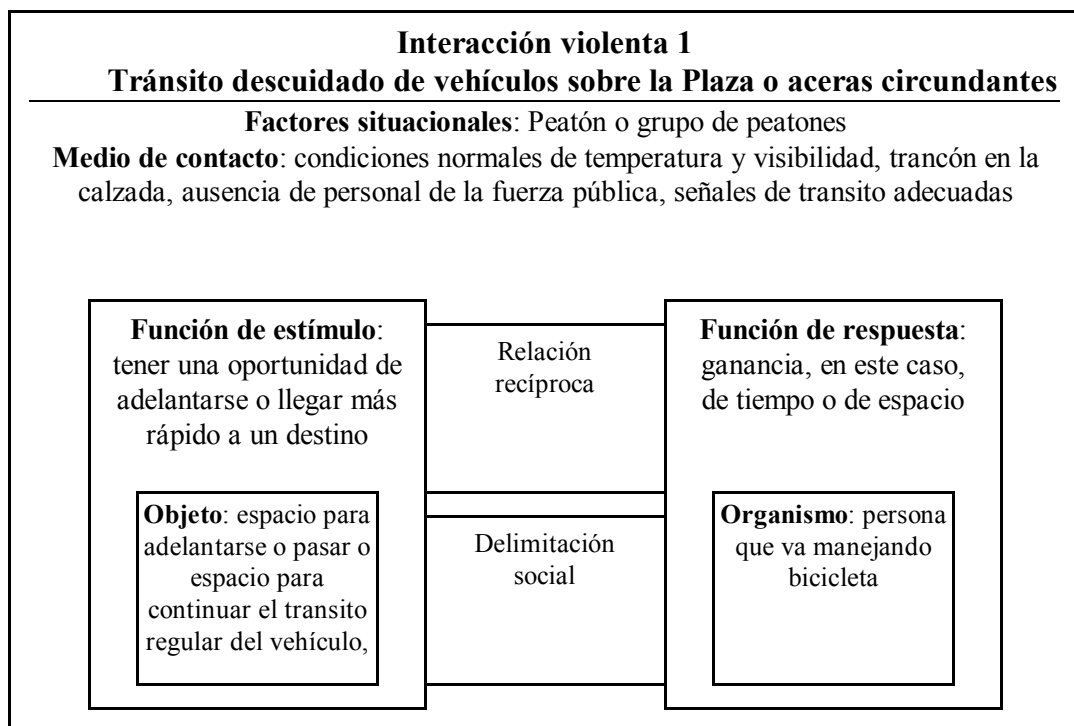 Interacción violenta 1
Tránsito descuidado de vehículos sobre la Plaza o aceras circundantes
Factores situacionales: Peatón o grupo de peatones
Medio de contacto: condiciones normales de temperatura y visibilidad, trancón en la
calzada, ausencia de personal de la fuerza pública, señales de transito adecuadas
Función de estímulo:
tener una oportunidad de
adelantarse o llegar más
rápido a un destino
Objeto: espacio para
adelantarse o pasar o
espacio para
continuar el transito
regular del vehículo,
Relación
recíproca
Delimitación
social
Función de respuesta:
ganancia, en este caso,
de tiempo o de espacio
Organismo: persona
que va manejando
bicicleta